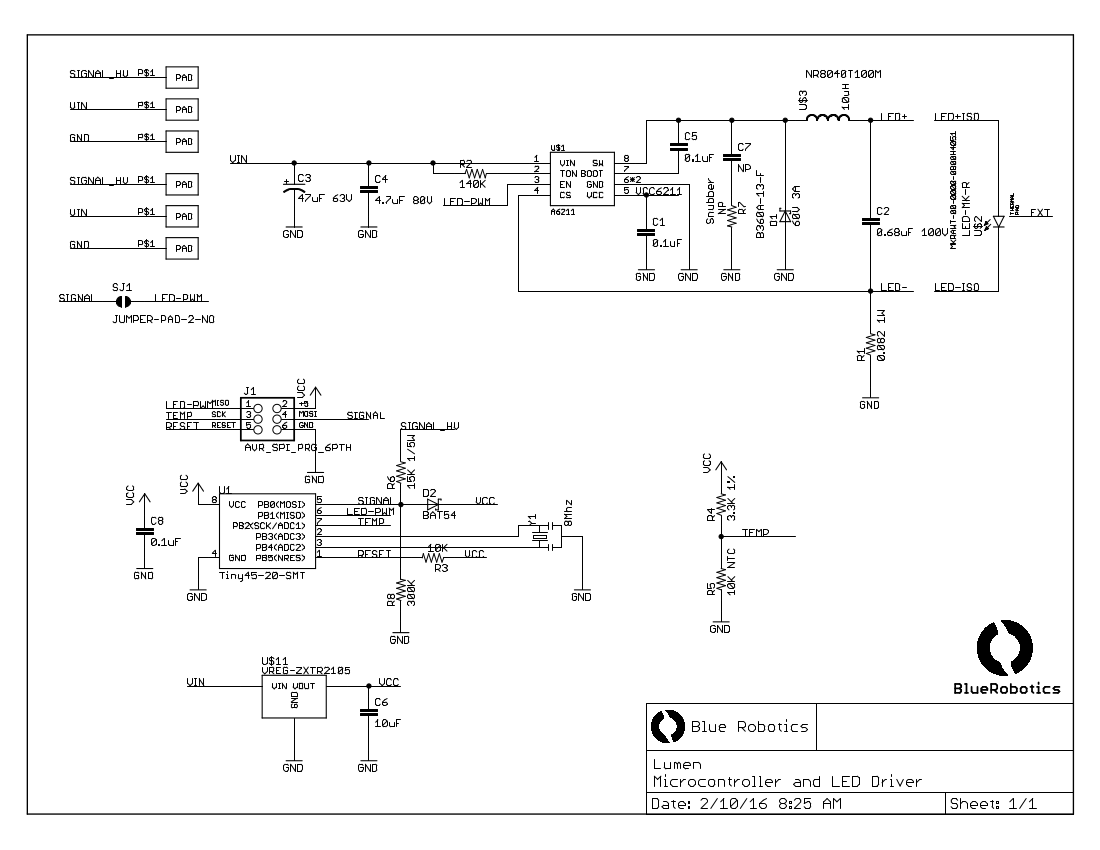 SIGNAL_HV P$1 PAD
VIN P$1 PAD
GND P$1 PAD
SIGNAL_HV P$1 PAD
VIN P$1 PAD
GND P$1 PAD
SIGNAL SJ1 LED-PWM
JUMPER-PAD-2-NO
VIN
C3
47uF 63V
GND
C4
4.7uF 80V
GND
R2
140K
LED-PWM
U$1
1 VIN SW 8
2 TON BOOT 7
3 EN GND 6*2
4 CS VCC 5 VCC6211
A6211
C5
0.1uF
C1
0.1uF
GND
GND
C7
NP
Snubber
NP
R7
GND
B360A-13-F
D1
60V 3A
GND
NR8040T100M
U$3
10uH
LED+
C2
0.68uF 100V
LED-
R1
0.082 1W
GND
LED+ISO
LED-MK-R
U$2
THERMAL
PAD
EXT
LED-ISO
J1
VCC
LED-PWM MISO 1 2 +5
TEMP SCK 3 4 MOSI SIGNAL
RESET RESET 5 6 GND
AVR_SPI_PRG_6PTH
GND
VCC
C8
0.1uF
GND
VCC
U1
8 VCC PB0(MOSI) 5 SIGNAL
PB1(MISO) 6 LED-PWM
PB2(SCK/ADC1) 7 TEMP
PB3(ADC3) 2
PB4(ADC2) 3
4 GND PB5(NRES) 1 RESET
Tiny45-20-SMT
GND
SIGNAL_HV
R6
15K 1/5W
D2
BAT54
VCC
10K
R3
VCC
R8
300K
GND
Y1
8Mhz
GND
VCC
R4
3.3K 1%
TEMP
R5
10K NTC
GND
U$11
VREG-ZXTR2105
VIN
VIN VOUT
GND
VCC
C6
10uF
GND
GND
BlueRobotics
Blue Robotics
Lumen
Microcontroller and LED Driver
Date: 2/10/16 8:25 AM
Sheet: 1/1